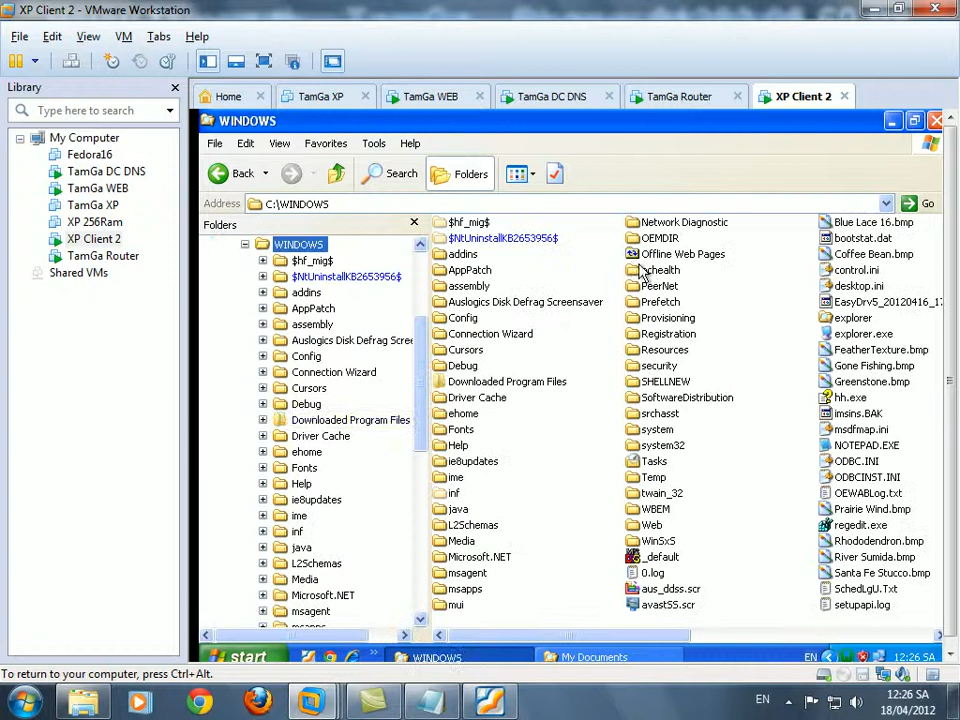 XP Client 2 - VMware Workstation
File Edit View VM Tabs Help
Library
Type here to search
My Computer
Fedora16
TamGa DC DNS
TamGa WEB
TamGa XP
XP 256Ram
XP Client 2
TamGa Router
Shared VMs
Home TamGa XP TamGa WEB TamGa DC DNS TamGa Router XP Client 2
WINDOWS
File Edit View Favorites Tools Help
Back Search Folders
Address C:\WINDOWS Go
Folders
WINDOWS
$hf_mig$
$NtUninstallKB2653956$
addins
AppPatch
assembly
Auslogics Disk Defrag Scree
Config
Connection Wizard
Cursors
Debug
Downloaded Program Files
Driver Cache
ehome
Fonts
Help
ie8updates
ime
inf
java
L2Schemas
Media
Microsoft.NET
msagent
msapps
$hf_mig$
$NtUninstallKB2653956$
addins
AppPatch
assembly
Auslogics Disk Defrag Screensaver
Config
Connection Wizard
Cursors
Debug
Downloaded Program Files
Driver Cache
ehome
Fonts
Help
ie8updates
ime
inf
java
L2Schemas
Media
Microsoft.NET
msagent
msapps
mui
Network Diagnostic
OEMDIR
Offline Web Pages
chealth
PeerNet
Prefetch
Provisioning
Registration
Resources
security
SHELLNEW
SoftwareDistribution
srchasst
system
system32
Tasks
Temp
twain_32
WBEM
Web
WinSxS
_default
0.log
aus_ddss.scr
avastSS.scr
Blue Lace 16.bmp
bootstat.dat
Coffee Bean.bmp
control.ini
desktop.ini
EasyDrv5_20120416_17
explorer
explorer.exe
FeatherTexture.bmp
Gone Fishing.bmp
Greenstone.bmp
hh.exe
imsins.BAK
msdfmap.ini
NOTEPAD.EXE
ODBC.INI
ODBCINST.INI
OEWABLog.txt
Prairie Wind.bmp
regedit.exe
Rhododendron.bmp
River Sumida.bmp
Santa Fe Stucco.bmp
SchedLgU.Txt
setupapi.log
start WINDOWS My Documents EN 12:26 SA
To return to your computer, press Ctrl+Alt.
EN 12:26 SA
18/04/2012